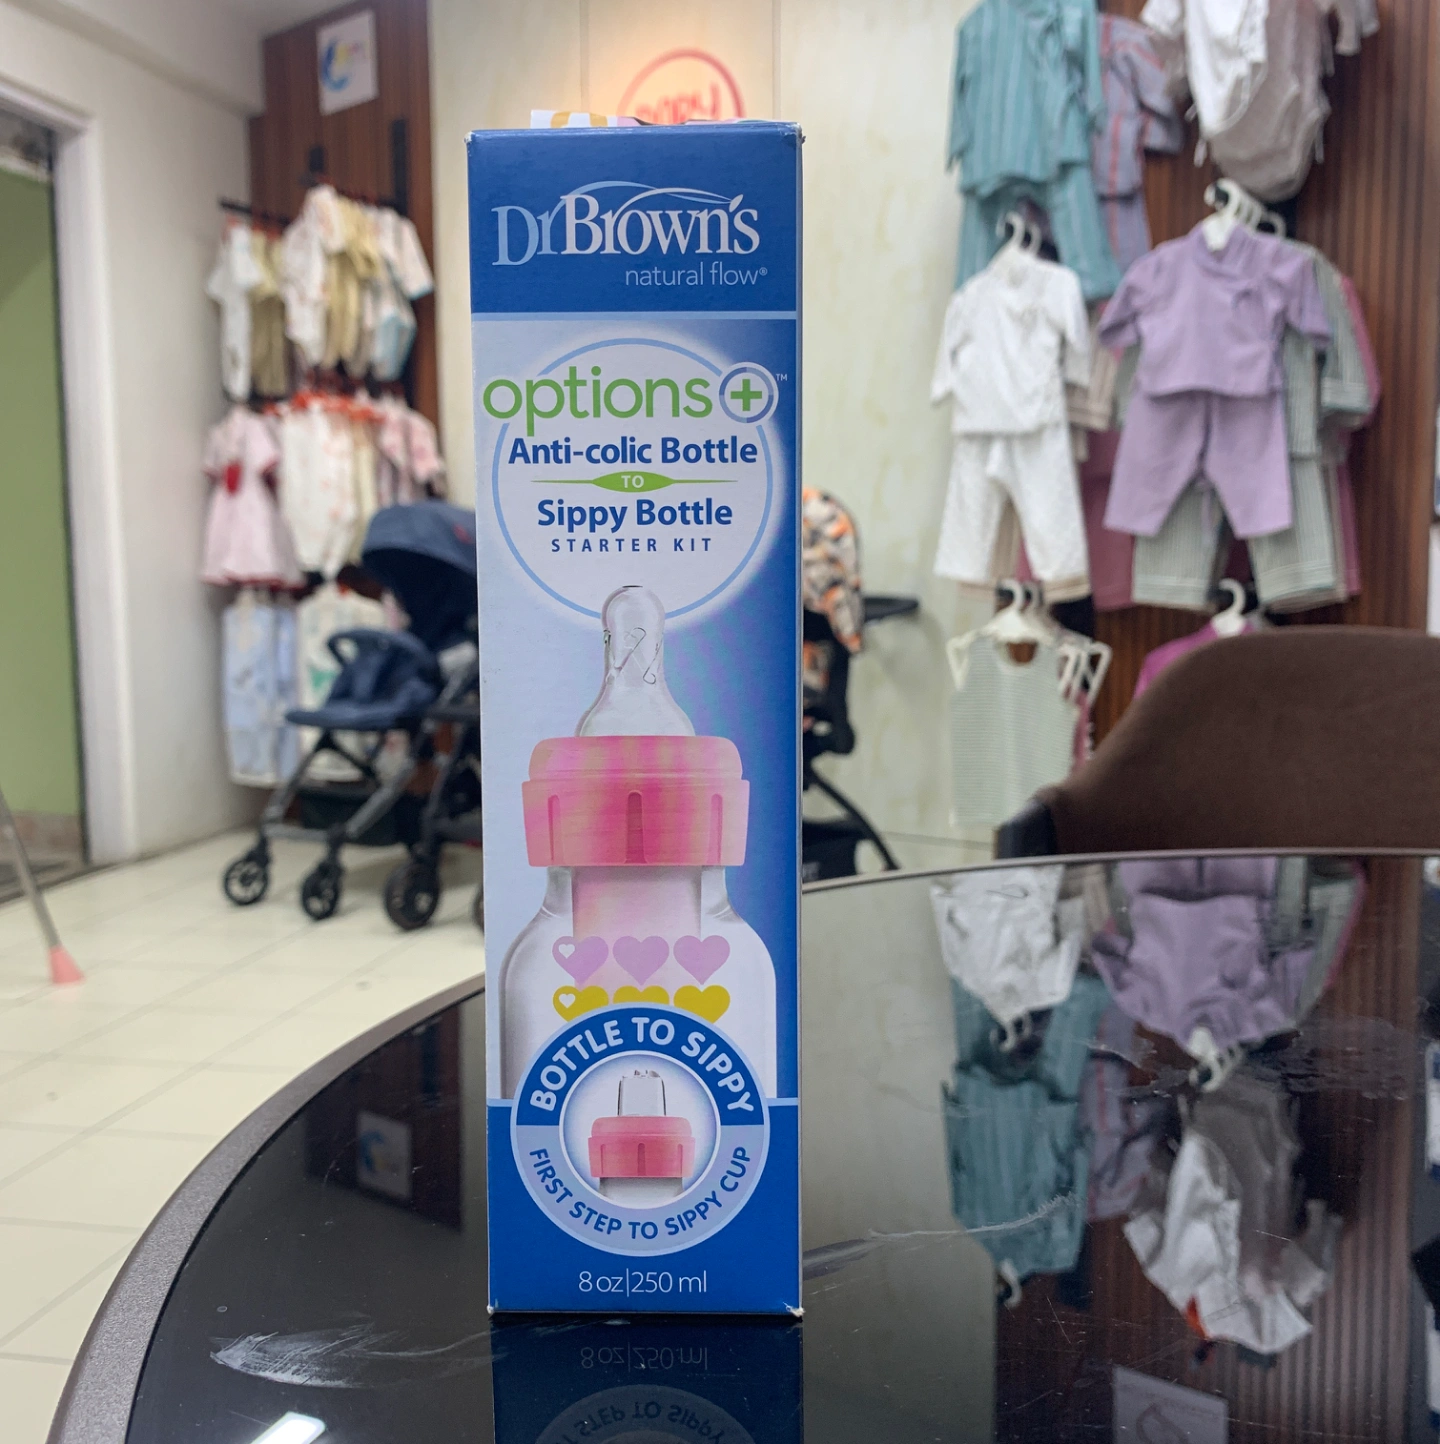 Dr Brown's
natural flow®
options+™
Anti-colic Bottle
TO
Sippy Bottle
STARTER KIT
BOTTLE TO SIPPY
FIRST STEP TO SIPPY CUP
8 oz|250 ml